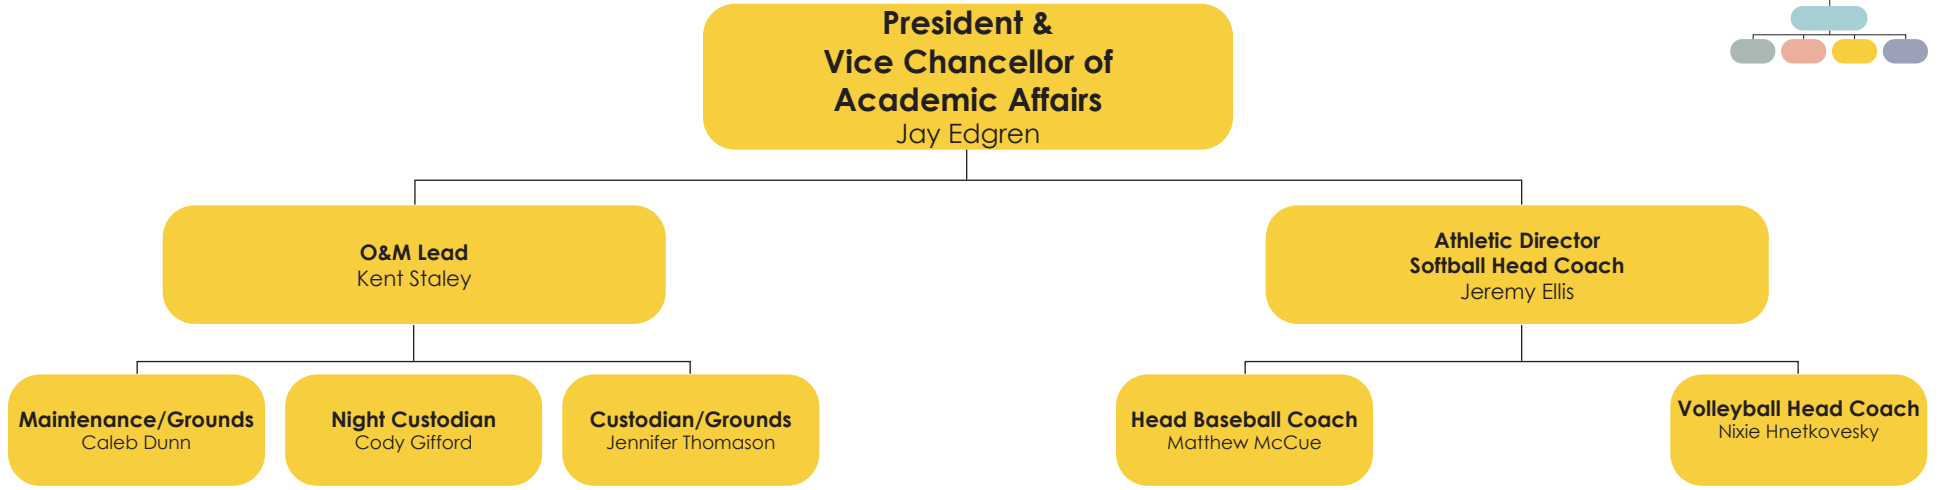 President &
Vice Chancellor of
Academic Affairs
Jay Edgren
O&M Lead
Kent Staley
Athletic Director
Softball Head Coach
Jeremy Ellis
Maintenance/Grounds
Caleb Dunn
Night Custodian
Cody Gifford
Custodian/Grounds
Jennifer Thomason
Head Baseball Coach
Matthew McCue
Volleyball Head Coach
Nixie Hnetkovesky